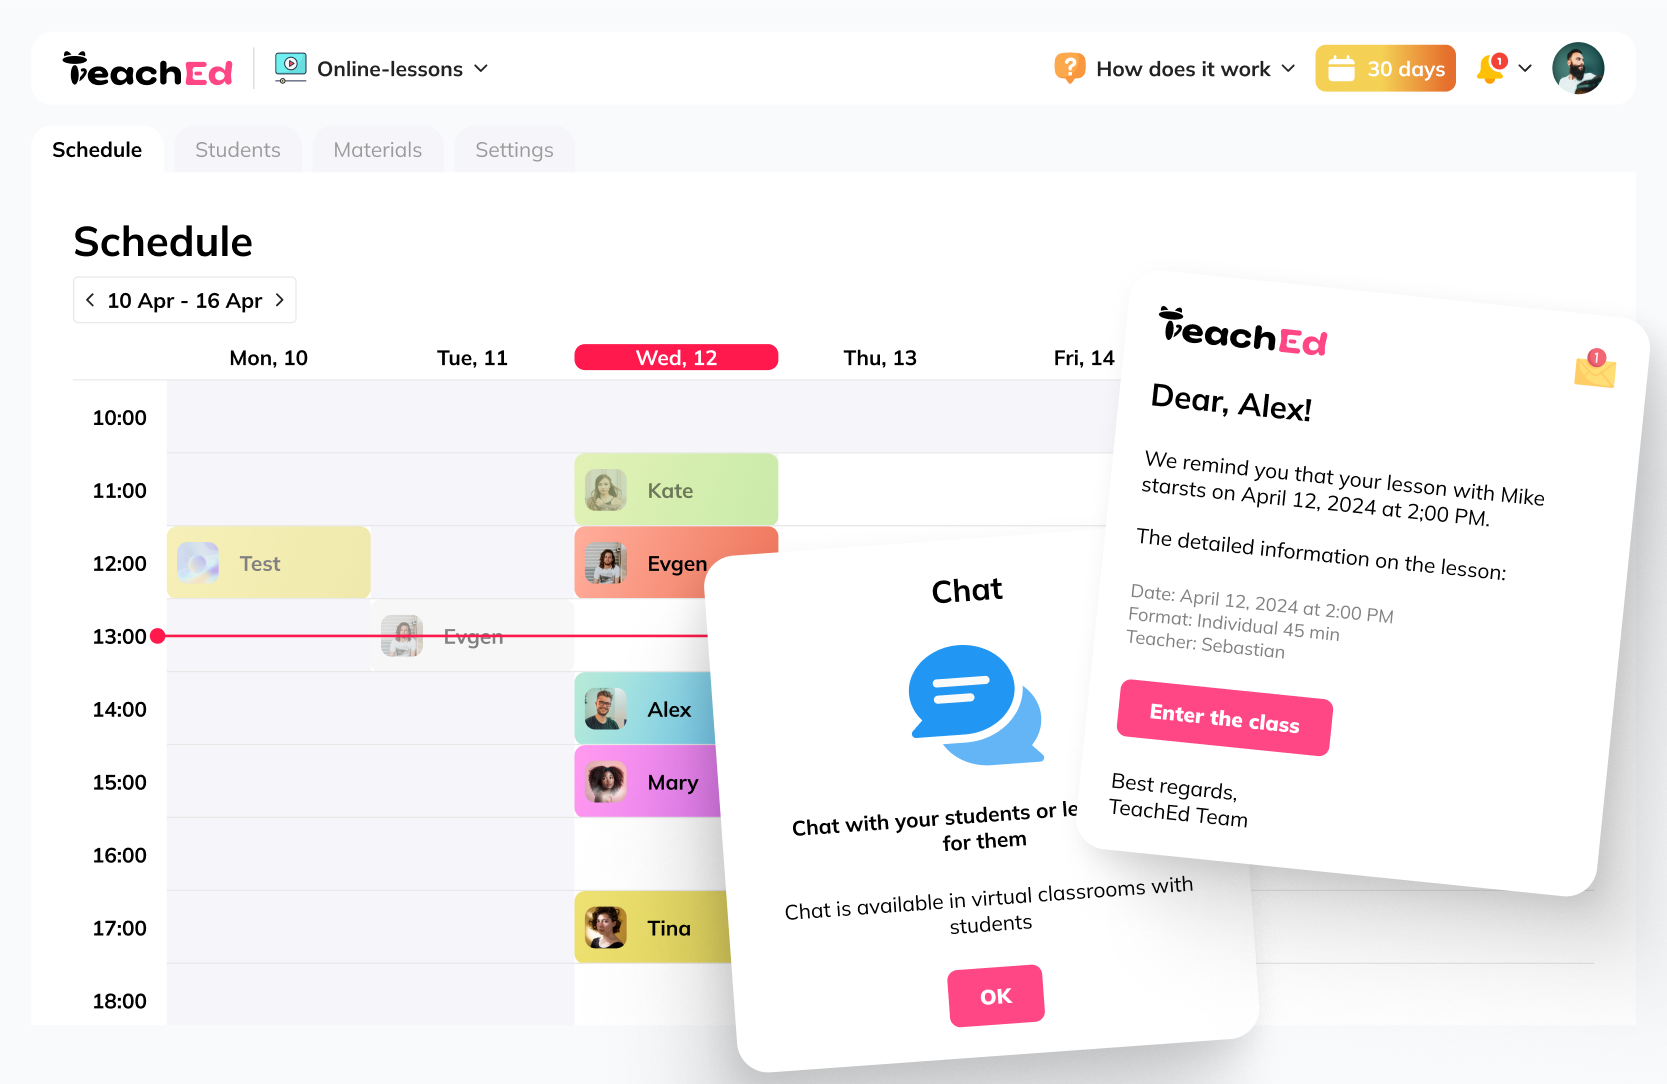 TeachEd
Online-lessons
How does it work
30 days
1
Schedule
Students
Materials
Settings
Schedule
10 Apr - 16 Apr
Mon, 10
Tue, 11
Wed, 12
Thu, 13
Fri, 14
10:00
11:00
Kate
12:00
Test
Evgen
13:00
Evgen
14:00
Alex
15:00
Mary
16:00
17:00
Tina
18:00
Chat
Chat with your students or
for them
Chat is available in virtual classrooms with
students
OK
TeachEd
1
Dear, Alex!
We remind you that your lesson with Mike
starsts on April 12, 2024 at 2;00 PM.
The detailed information on the lesson:
Date: April 12, 2024 at 2:00 PM
Format: Individual 45 min
Teacher: Sebastian
Enter the class
Best regards,
TeachEd Team